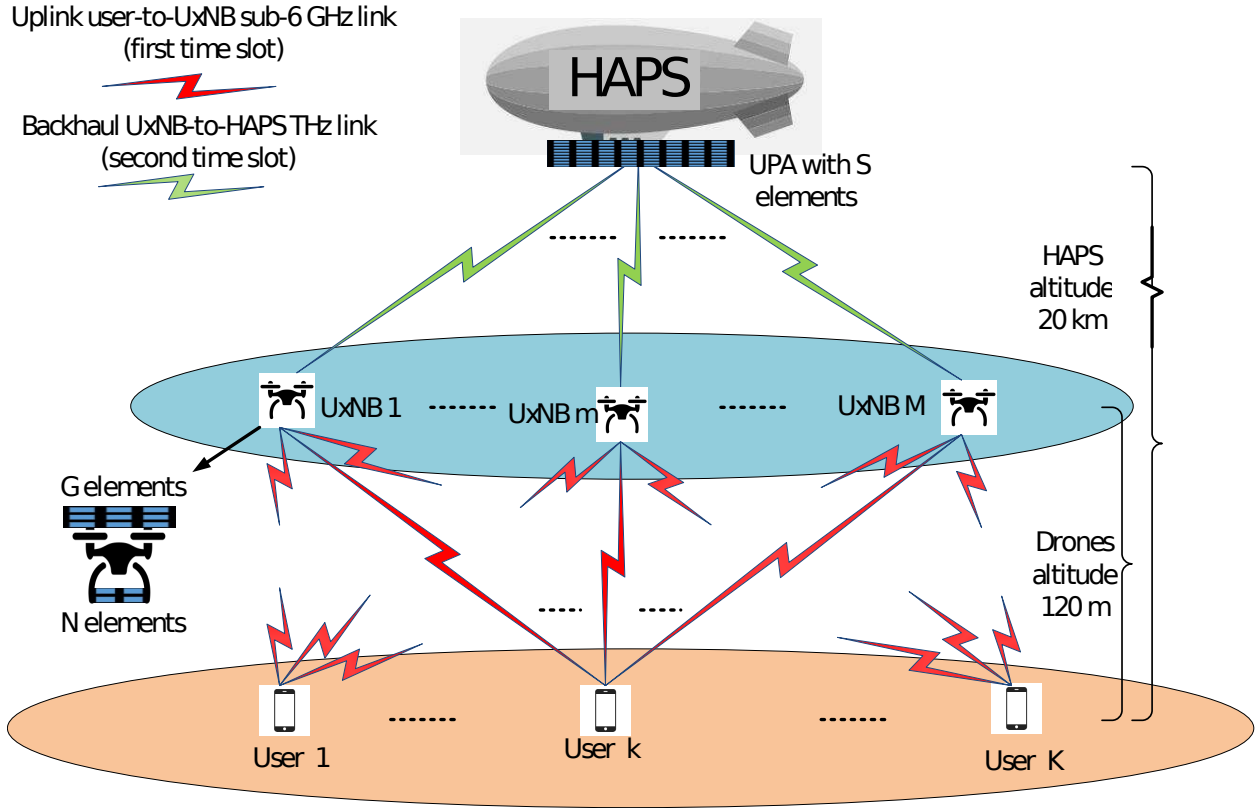 Uplink user-to-UxNB sub-6 GHz link
(first time slot)
Backhaul UxNB-to-HAPS THz link
(second time slot)
HAPS
UPA with S
elements
HAPS
altitude
20 km
UxNB 1
UxNB m
UxNB M
G elements
N elements
Drones
altitude
120 m
User 1
User k
User K